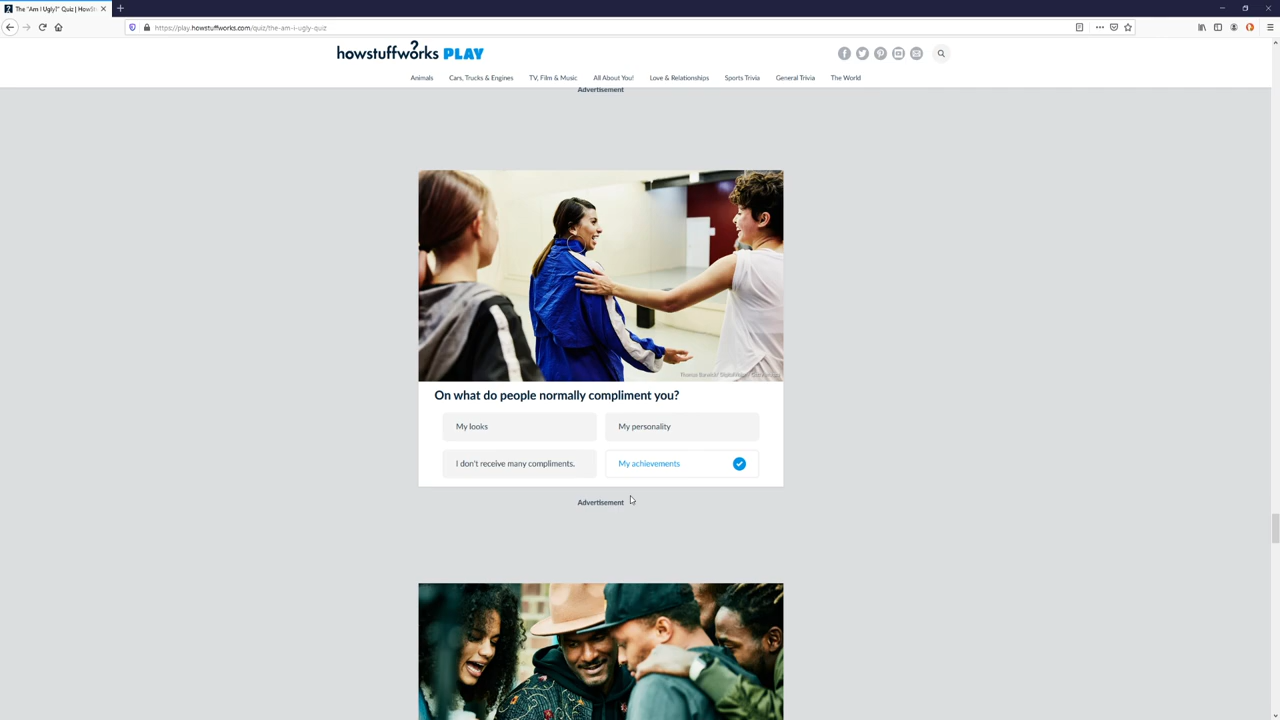 The "Am I Ugly?" Quiz | HowSt
https://play.howstuffworks.com/quiz/the-am-i-ugly-quiz
howstuffworks PLAY
Animals Cars, Trucks & Engines TV, Film & Music All About You! Love & Relationships Sports Trivia General Trivia The World
Advertisement
On what do people normally compliment you?
My looks My personality
I don't receive many compliments. My achievements
Advertisement